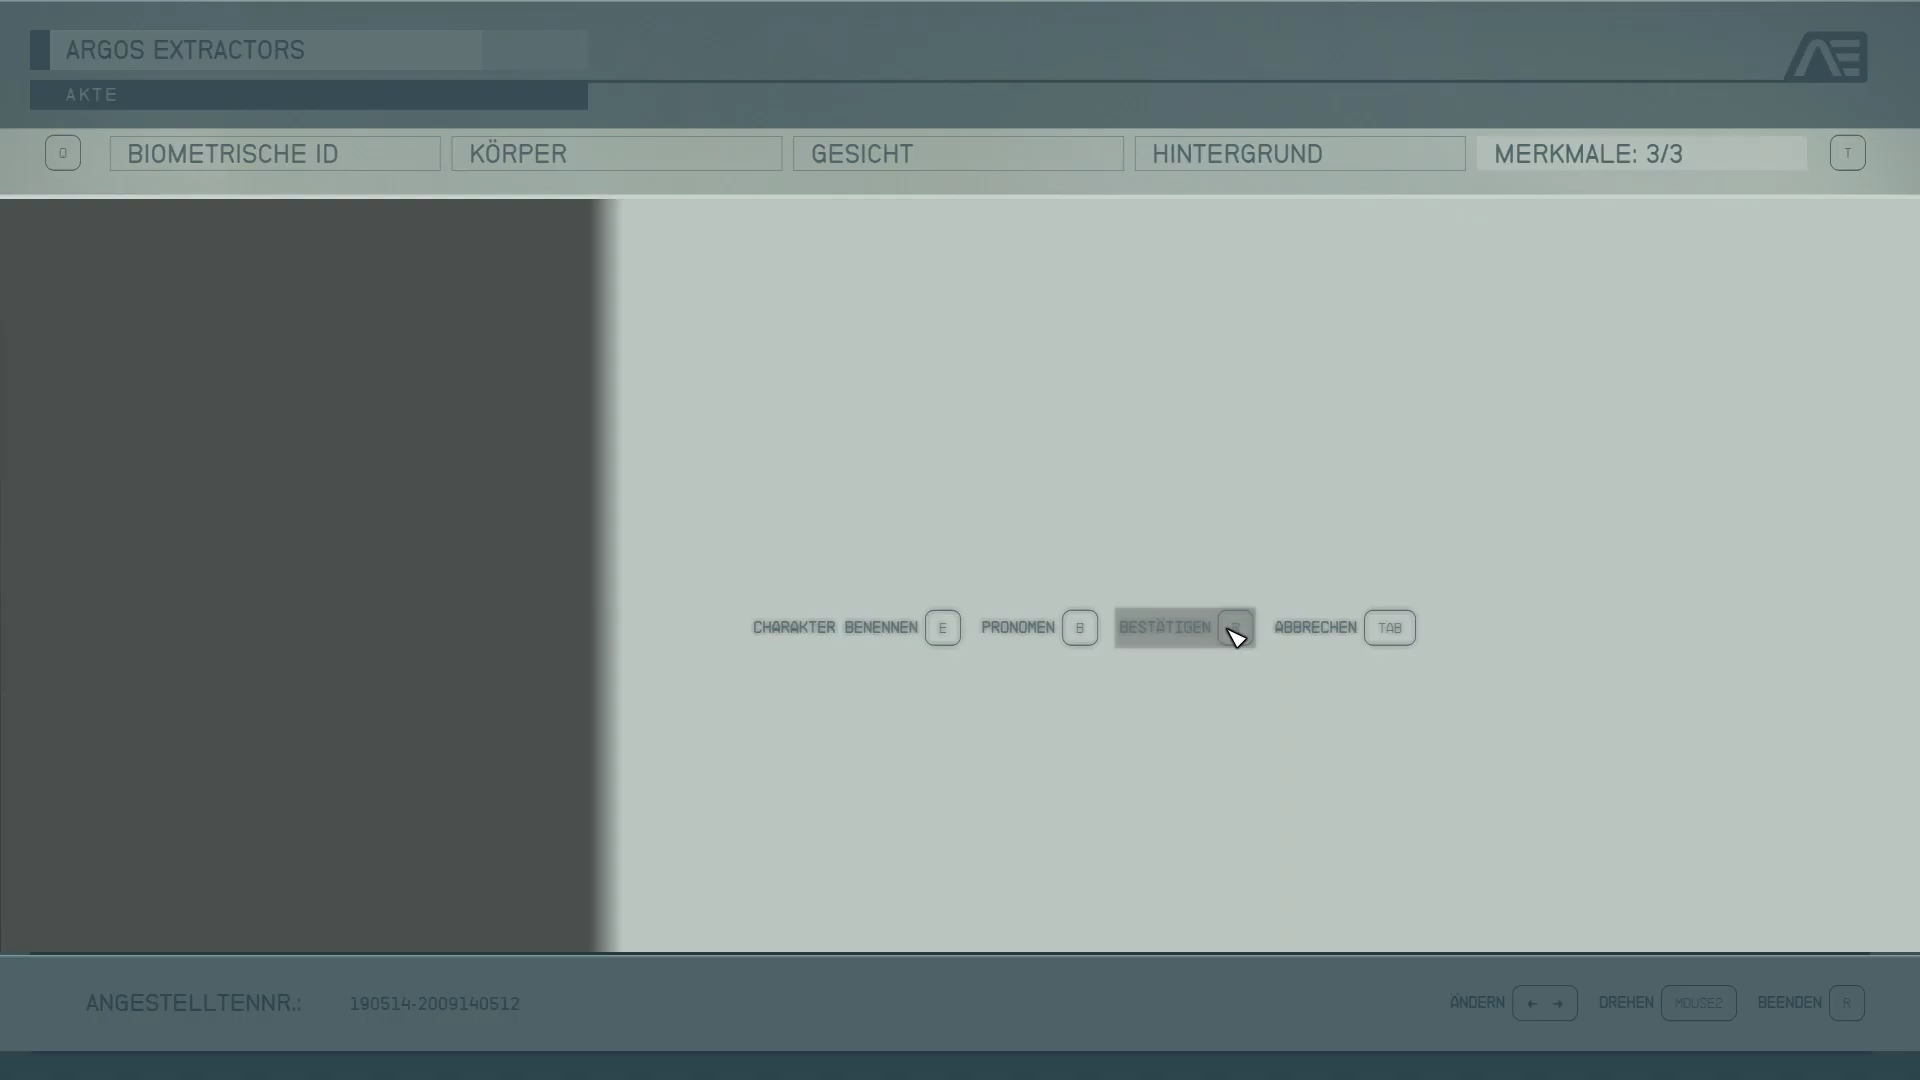 ARGOS EXTRACTORS
AKTE
Q BIOMETRISCHE ID KÖRPER GESICHT HINTERGRUND MERKMALE: 3/3 T
CHARAKTER BENENNEN E PRONOMEN B BESTÄTIGEN ABBRECHEN TAB
ANGESTELLTENNR.: 190514-2009140512 ÄNDERN ← → DREHEN MOUSE2 BEENDEN R